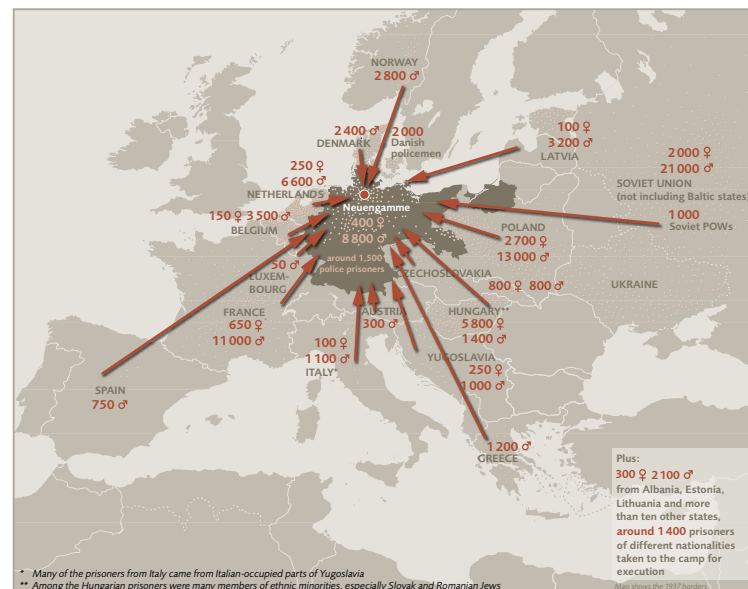 NORWAY
2 800 ♂
2 400 ♂
DENMARK
2 000
Danish
policemen
100 ♀
3 200 ♂
LATVIA
2 000 ♀
21 000 ♂
SOVIET UNION
(not including Baltic states)
1 000
Soviet POWs
250 ♀
6 600 ♂
NETHERLANDS
Neuengamme
400 ♀
8 800 ♂
around 1,500
police prisoners
150 ♀ 3 500 ♂
BELGIUM
POLAND
2 700 ♀
13 000 ♂
50 ♂
LUXEM-
BOURG
CZECHOSLOVAKIA
800 ♀ 800 ♂
UKRAINE
FRANCE
650 ♀
11 000 ♂
AUSTRIA
300 ♂
HUNGARY**
5 800 ♀
1 400 ♂
100 ♀
1 100 ♂
ITALY*
YUGOSLAVIA
250 ♀
1 000 ♂
SPAIN
750 ♂
1 200 ♂
GREECE
Plus:
300 ♀ 2 100 ♂
from Albania, Estonia,
Lithuania and more
than ten other states,
around 1 400 prisoners
of different nationalities
taken to the camp for
execution
* Many of the prisoners from Italy came from Italian-occupied parts of Yugoslavia
** Among the Hungarian prisoners were many members of ethnic minorities, especially Slovak and Romanian Jews
Map shows the 1937 borders